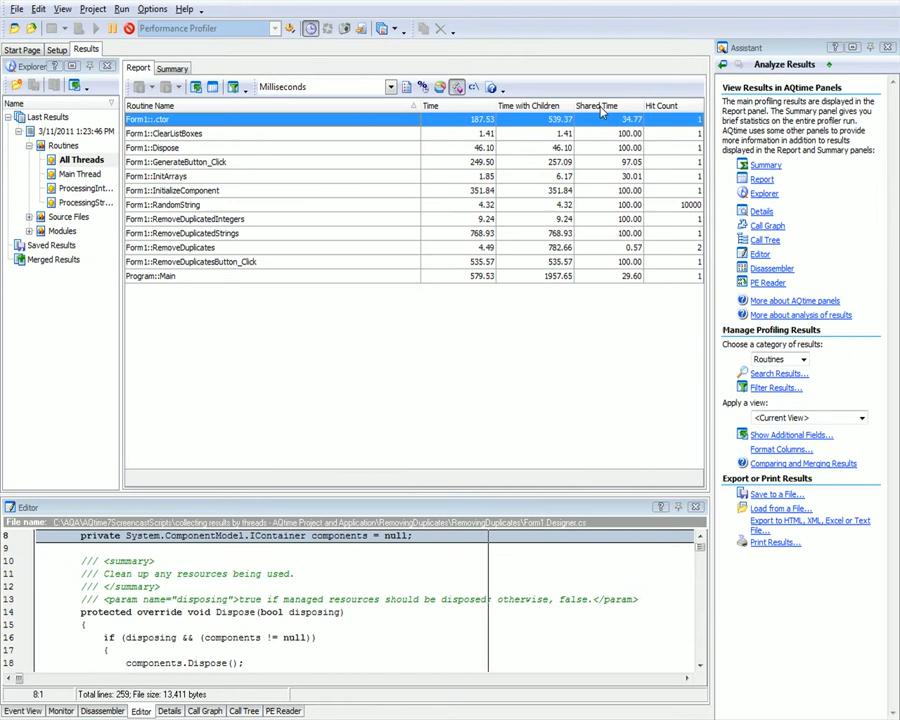 File Edit View Project Run Options Help
Performance Profiler
Start Page Setup Results
Explorer
Name
Last Results
3/11/2011 1:23:46 PM
Routines
All Threads
Main Thread
ProcessingInt...
ProcessingStr...
Source Files
Modules
Saved Results
Merged Results
Report Summary
Milliseconds
Routine Name Time Time with Children Shared Time Hit Count
Form1::.ctor 187.53 539.37 34.77 1
Form1::ClearListBoxes 1.41 1.41 100.00 1
Form1::Dispose 46.10 46.10 100.00 1
Form1::GenerateButton_Click 249.50 257.09 97.05 1
Form1::InitArrays 1.85 6.17 30.01 1
Form1::InitializeComponent 351.84 351.84 100.00 1
Form1::RandomString 4.32 4.32 100.00 10000
Form1::RemoveDuplicatedIntegers 9.24 9.24 100.00 1
Form1::RemoveDuplicatedStrings 768.93 768.93 100.00 1
Form1::RemoveDuplicates 4.49 782.66 0.57 2
Form1::RemoveDuplicatesButton_Click 535.57 535.57 100.00 1
Program::Main 579.53 1957.65 29.60 1
Editor
File name: C:\AQA\AQtime7ScreencastScripts\collecting results by threads - AQtime Project and Application\RemovingDuplicates\RemovingDuplicates\Form1.Designer.cs
8 private System.ComponentModel.IContainer components = null;
9
10 /// <summary>
11 /// Clean up any resources being used.
12 /// </summary>
13 /// <param name="disposing">true if managed resources should be disposed; otherwise, false.</param>
14 protected override void Dispose(bool disposing)
15 {
16 if (disposing && (components != null))
17 {
18 components.Dispose();
8:1 Total lines: 259; File size: 13,411 bytes
Event View Monitor Disassembler Editor Details Call Graph Call Tree PE Reader
Assistant
Analyze Results
View Results in AQtime Panels
The main profiling results are displayed in the Report panel. The Summary panel gives you
brief statistics on the entire profiler run.
AQtime uses some other panels to provide
more information in addition to results
displayed in the Report and Summary panels:
Summary
Report
Explorer
Details
Call Graph
Call Tree
Editor
Disassembler
PE Reader
More about AQtime panels
More about analysis of results
Manage Profiling Results
Choose a category of results:
Routines
Search Results...
Filter Results...
Apply a view:
<Current View>
Show Additional Fields...
Format Columns...
Comparing and Merging Results
Export or Print Results
Save to a File...
Load from a File...
Export to HTML, XML, Excel or Text
File...
Print Results...